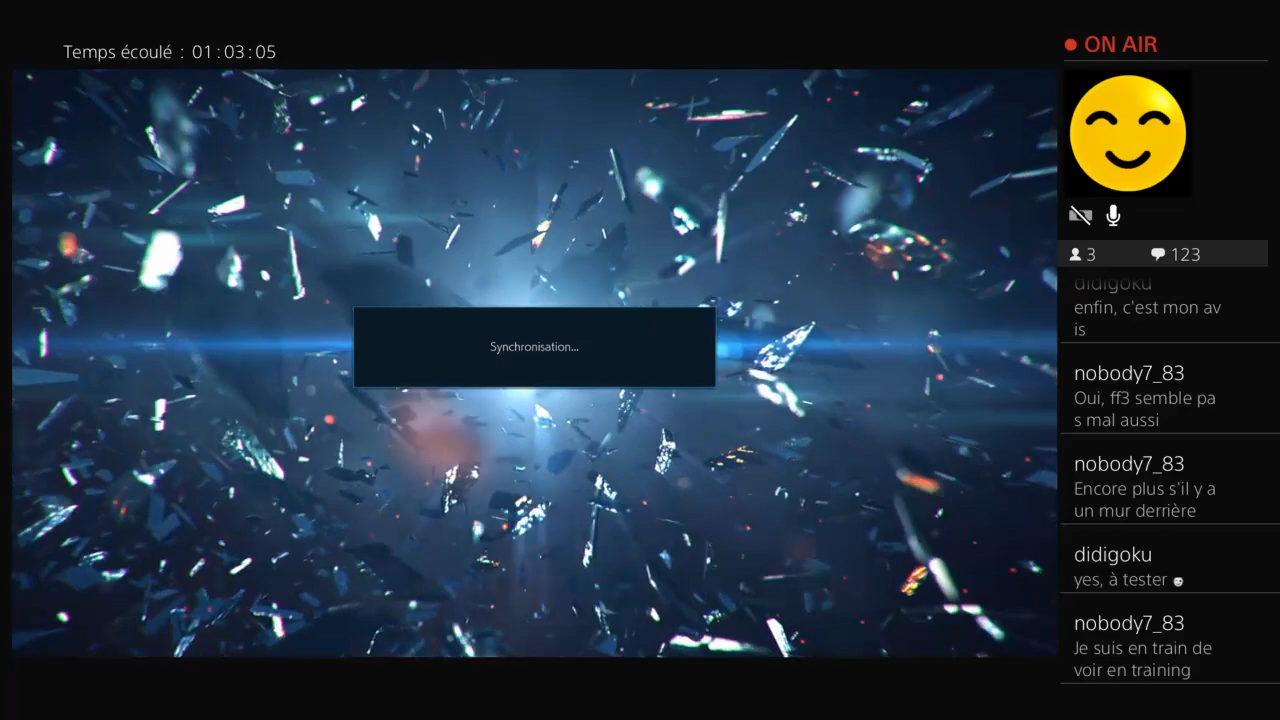 Temps écoulé : 01:03:05
ON AIR
3 123
didigoku
enfin, c'est mon av
is
nobody7_83
Oui, ff3 semble pa
s mal aussi
nobody7_83
Encore plus s'il y a
un mur derrière
didigoku
yes, à tester
nobody7_83
Je suis en train de
voir en training
Synchronisation...